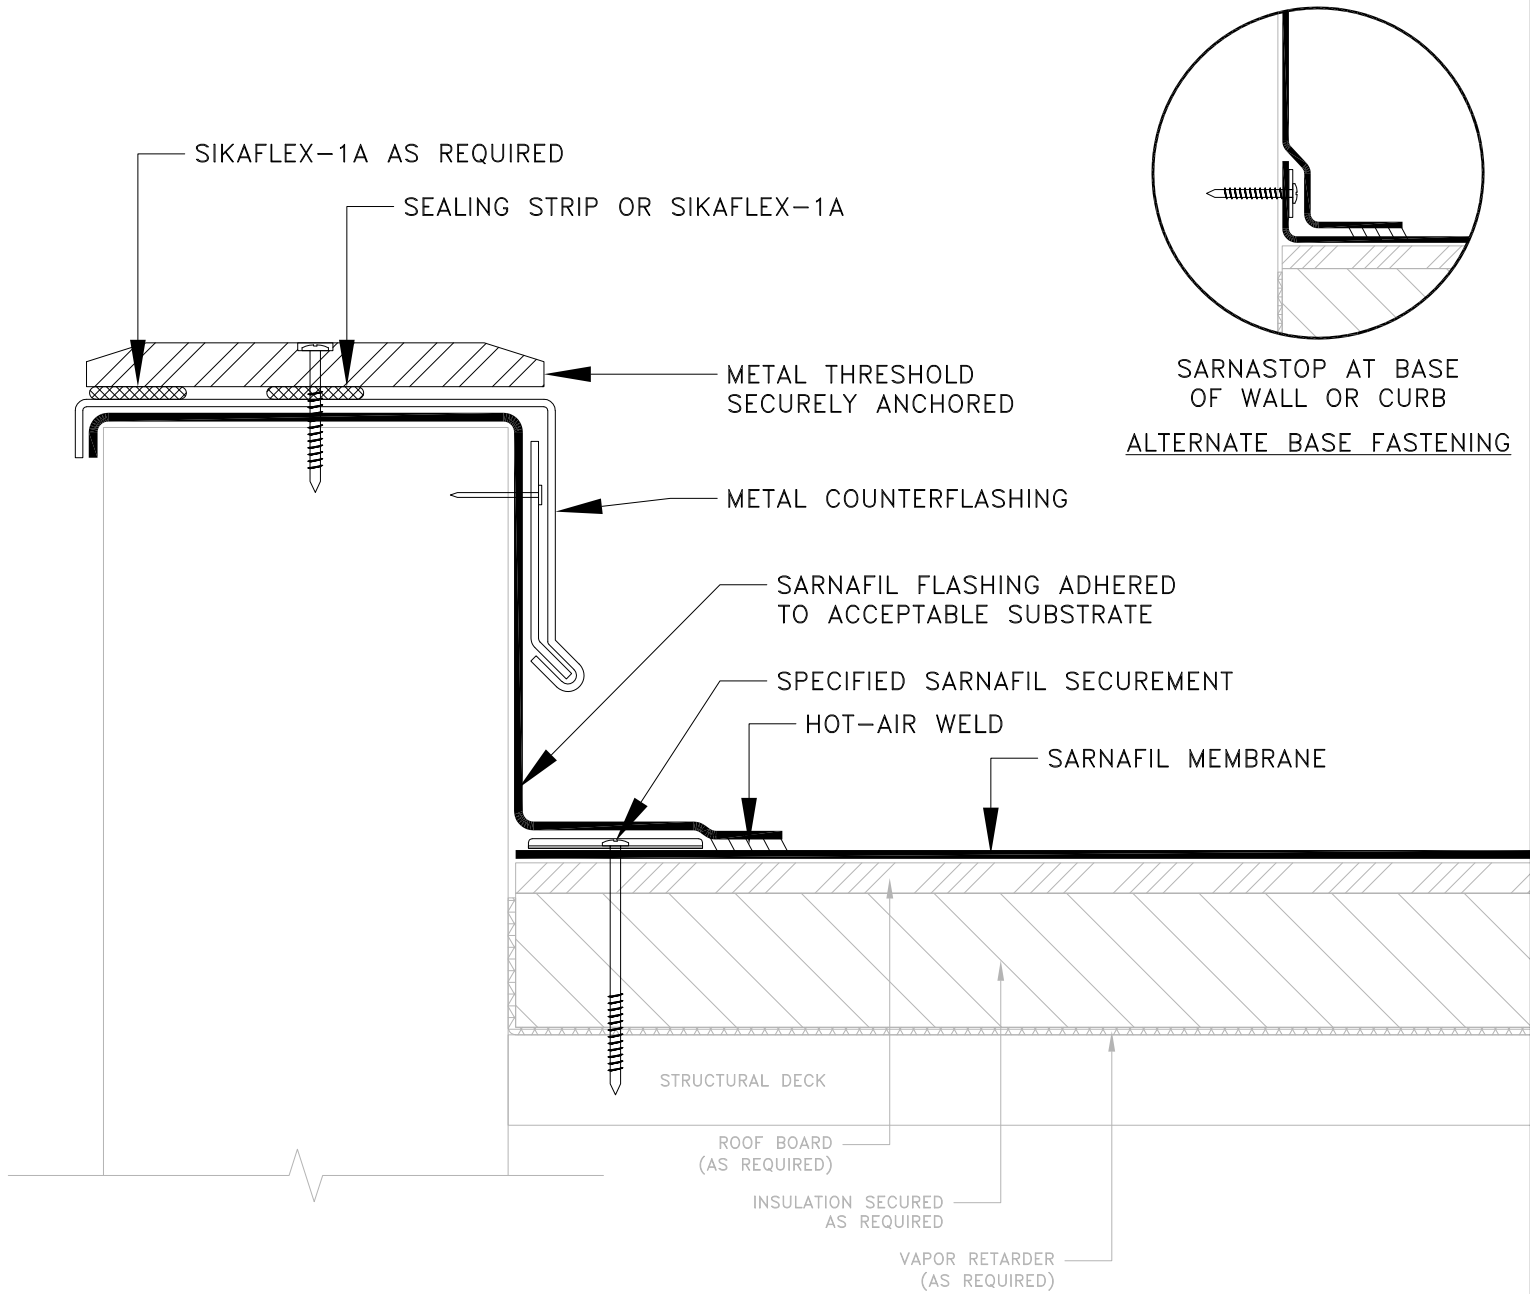 SIKAFLEX-1A AS REQUIRED
SEALING STRIP OR SIKAFLEX-1A
METAL THRESHOLD
SECURELY ANCHORED
SARNASTOP AT BASE
OF WALL OR CURB
ALTERNATE BASE FASTENING
METAL COUNTERFLASHING
SARNAFIL FLASHING ADHERED
TO ACCEPTABLE SUBSTRATE
SPECIFIED SARNAFIL SECUREMENT
HOT-AIR WELD
SARNAFIL MEMBRANE
STRUCTURAL DECK
ROOF BOARD
(AS REQUIRED)
INSULATION SECURED
AS REQUIRED
VAPOR RETARDER
(AS REQUIRED)